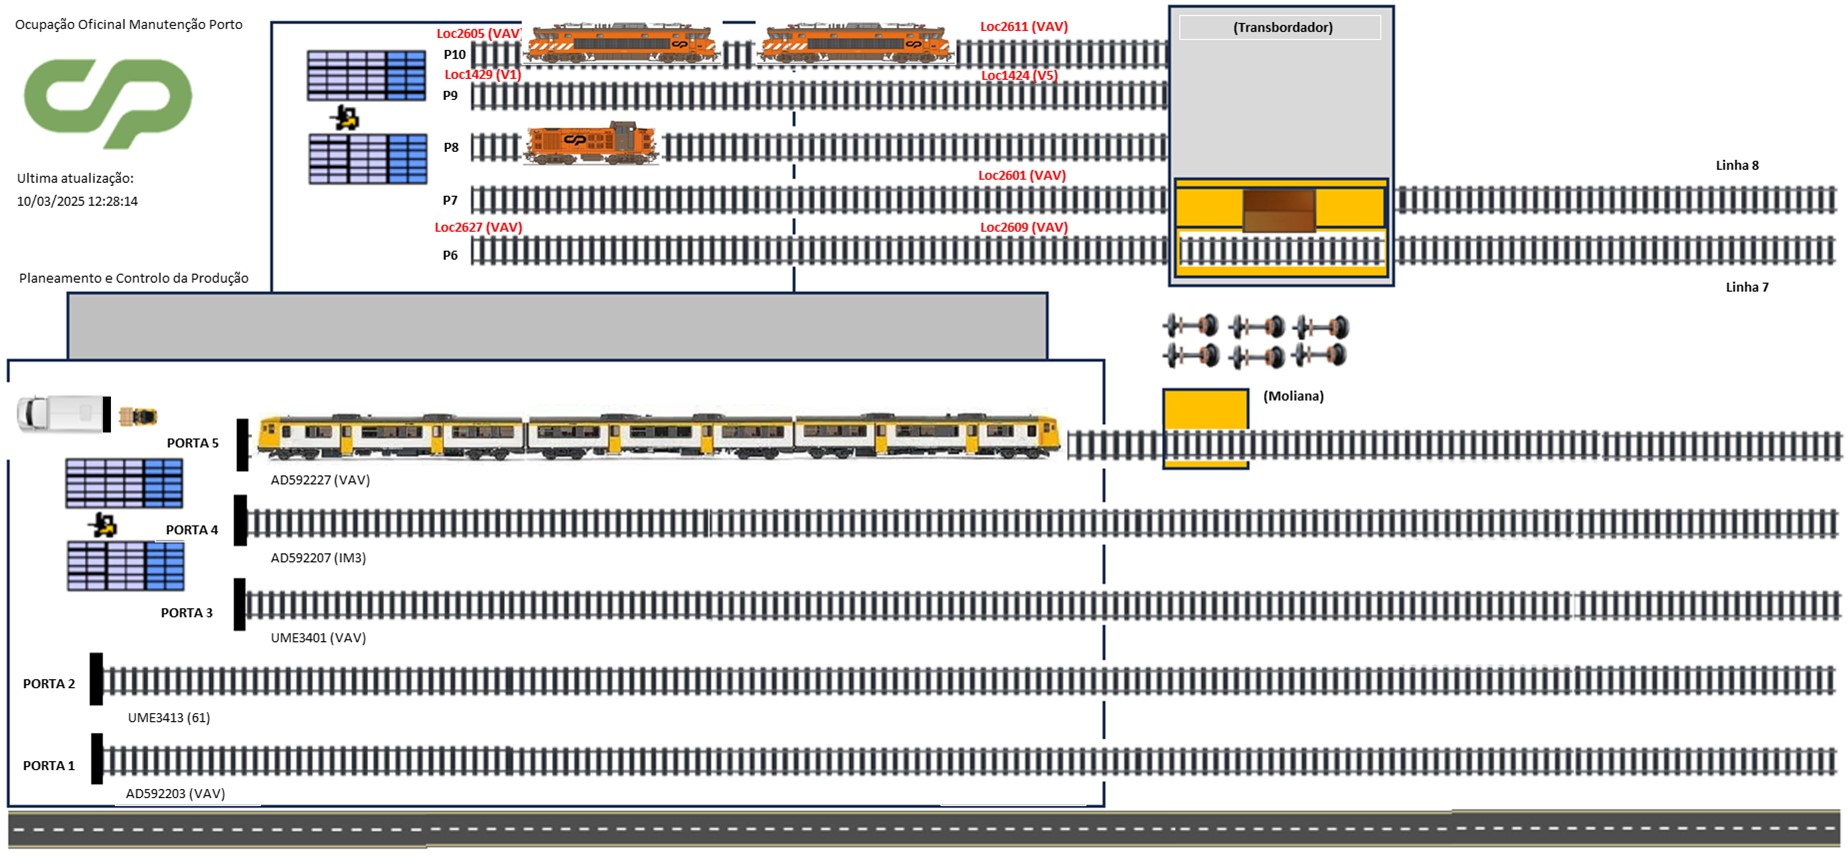 Ocupação Oficinal Manutenção Porto
Ultima atualização:
10/03/2025 12:28:14
Planeamento e Controlo da Produção
Loc2605 (VAV)
Loc2611 (VAV)
P10
Loc1429 (V1)
Loc1424 (V5)
P9
P8
Loc2601 (VAV)
P7
Loc2627 (VAV)
Loc2609 (VAV)
P6
(Transbordador)
Linha 8
Linha 7
(Moliana)
PORTA 5
AD592227 (VAV)
PORTA 4
AD592207 (IM3)
PORTA 3
UME3401 (VAV)
PORTA 2
UME3413 (61)
PORTA 1
AD592203 (VAV)